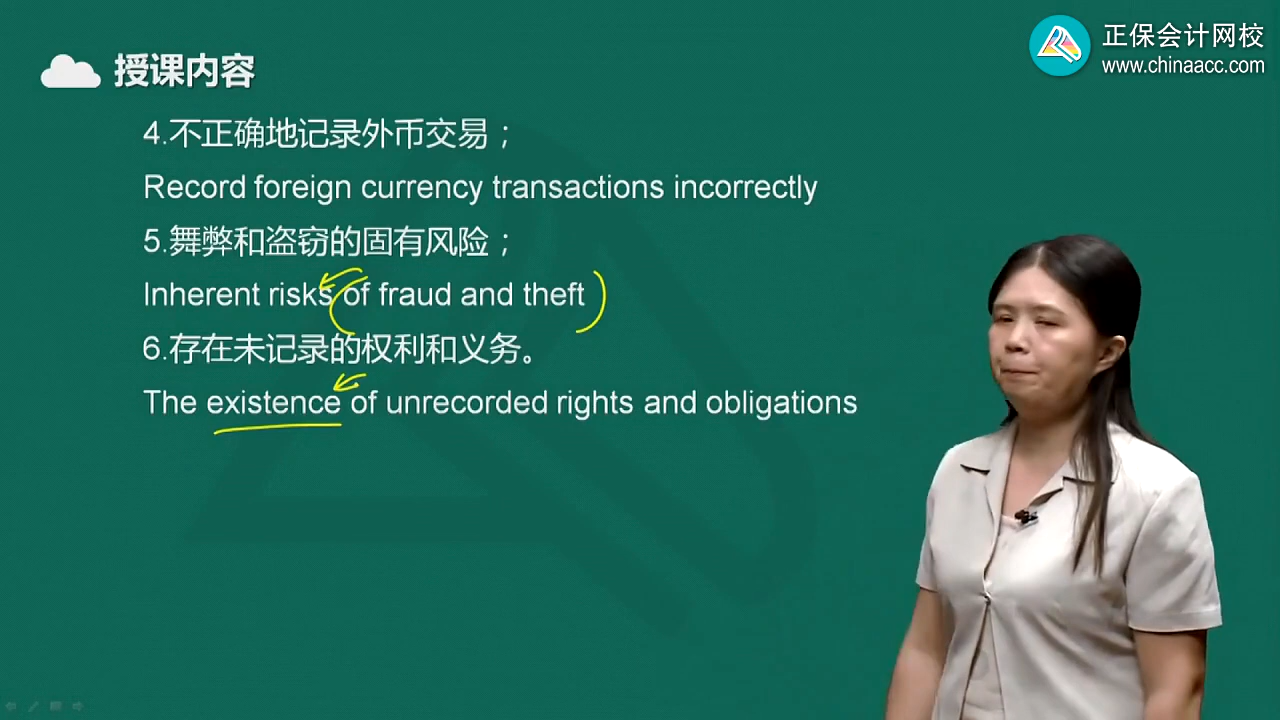 授课内容
正保会计网校
www.chinaacc.com
4.不正确地记录外币交易；
Record foreign currency transactions incorrectly
5.舞弊和盗窃的固有风险；
Inherent risks of fraud and theft
6.存在未记录的权利和义务。
The existence of unrecorded rights and obligations